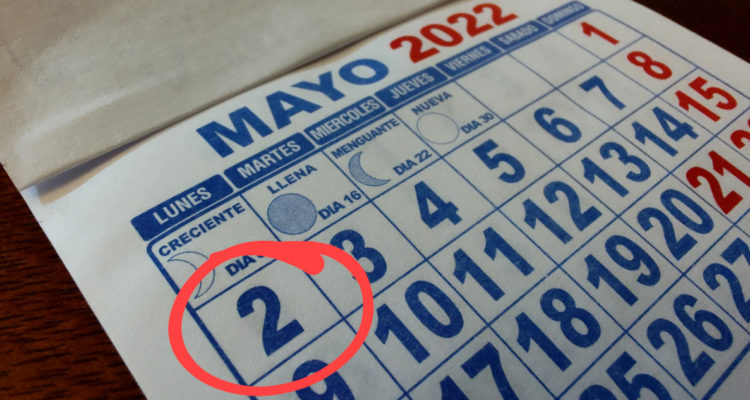 MAYO 2022
LUNES MARTES MIERCOLES JUEVES VIERNES SABADO DOMINGO
CRECIENTE LLENA MENGUANTE NUEVA 1
DIA DIA 16 DIA 22 DIA 30
2 3 4 5 6 7 8
9 10 11 12 13 14 15
17 18 19 20 21
25 26 27